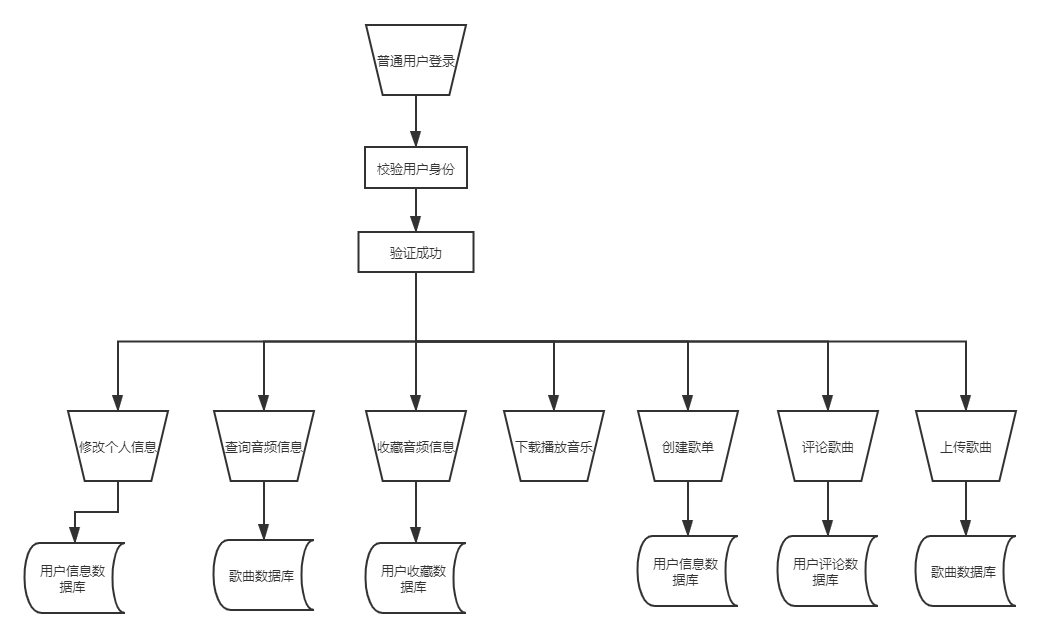 普通用户登录
校验用户身份
验证成功
修改个人信息
查询音频信息
收藏音频信息
下载播放音乐
创建歌单
评论歌曲
上传歌曲
用户信息数
据库
歌曲数据库
用户收藏数
据库
用户信息数
据库
用户评论数
据库
歌曲数据库